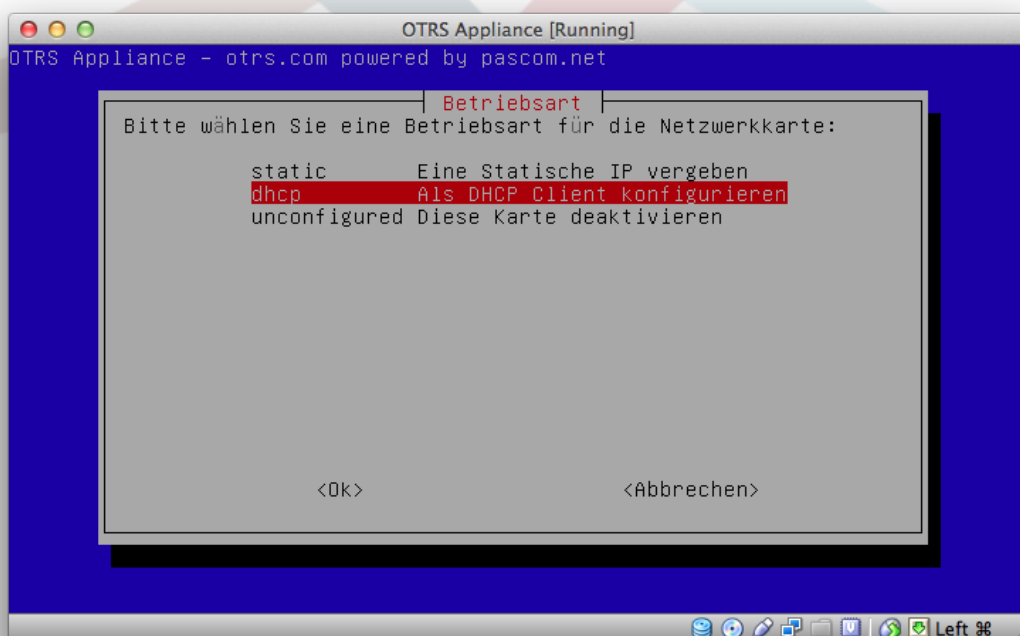 OTRS Appliance [Running]
OTRS Appliance - otrs.com powered by pascom.net
Betriebsart
Bitte wählen Sie eine Betriebsart für die Netzwerkkarte:
static Eine Statische IP vergeben
dhcp Als DHCP Client konfigurieren
unconfigured Diese Karte deaktivieren
<Ok> <Abbrechen>
Left ⌘